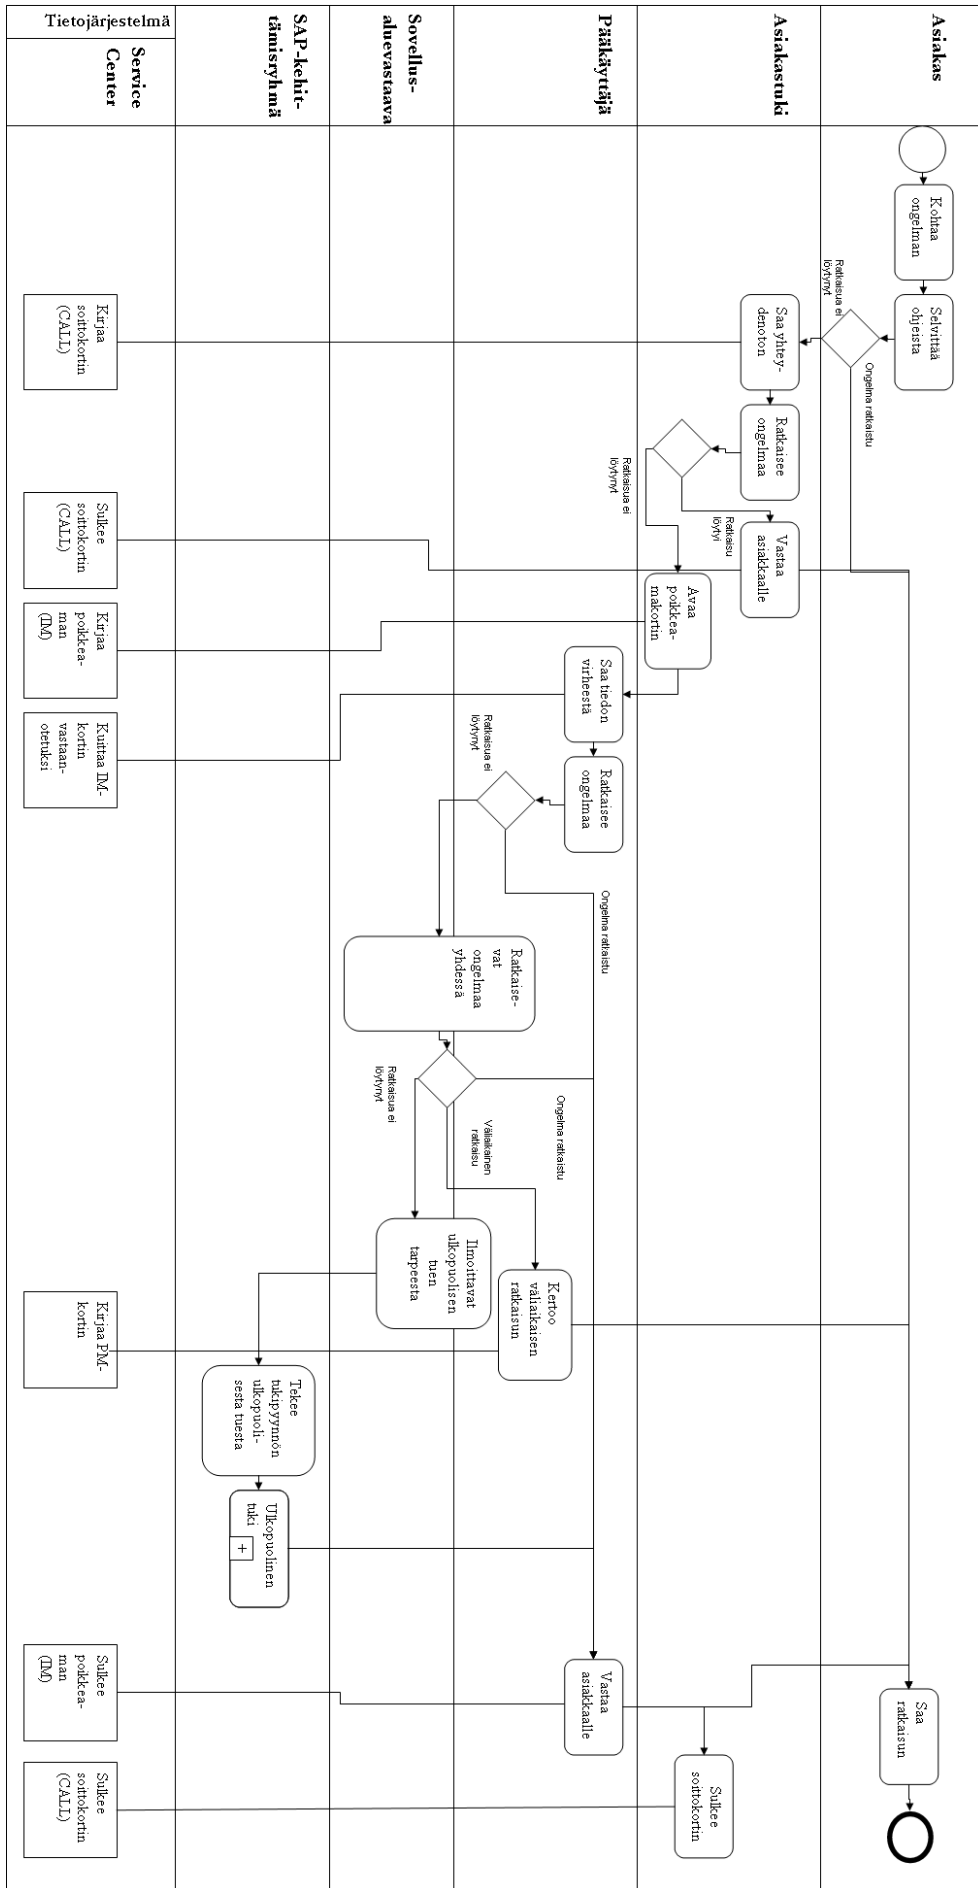 Asiakas
Kohtaa
ongelman
Selvittää
ohjeista
Ratkaisua ei
löytynyt
Ongelma ratkaistu
Saa
ratkaisun
Asiakastuki
Saa yhtey-
denoton
Ratkaisee
ongelmaa
Ratkaisua ei
löytynyt
Ratkaisu
löytyi
Vastaa
asiakkaalle
Avaa
poikkea-
makortin
Sulkee
soittokortin
Pääkäyttäjä
Saa tiedon
virheestä
Ratkaisee
ongelmaa
Ratkaisua ei
löytynyt
Ongelma ratkaistu
Ratkaise-
vat
ongelmaa
yhdessä
Ongelma ratkaistu
Väliaikainen
ratkaisu
Kertoo
väliaikaisen
ratkaisun
Vastaa
asiakkaalle
Sovellus-
aluevastaava
Ratkaisua ei
löytynyt
Ilmoittavat
ulkopuolisen
tuen
tarpeesta
SAP-kehit-
tämisryhmä
Tekee
tukipyynnön
ulkopuoli-
sesta tuesta
Ulkopuolinen
tuki
+
Tietojärjestelmä
Service
Center
Kirjaa
soittokortin
(CALL)
Sulkee
soittokortin
(CALL)
Kirjaa
poikkea-
man
(IM)
Kuittaa IM-
kortin
vastaan-
otetuksi
Kirjaa PM-
kortin
Sulkee
poikkea-
man
(IM)
Sulkee
soittokortin
(CALL)